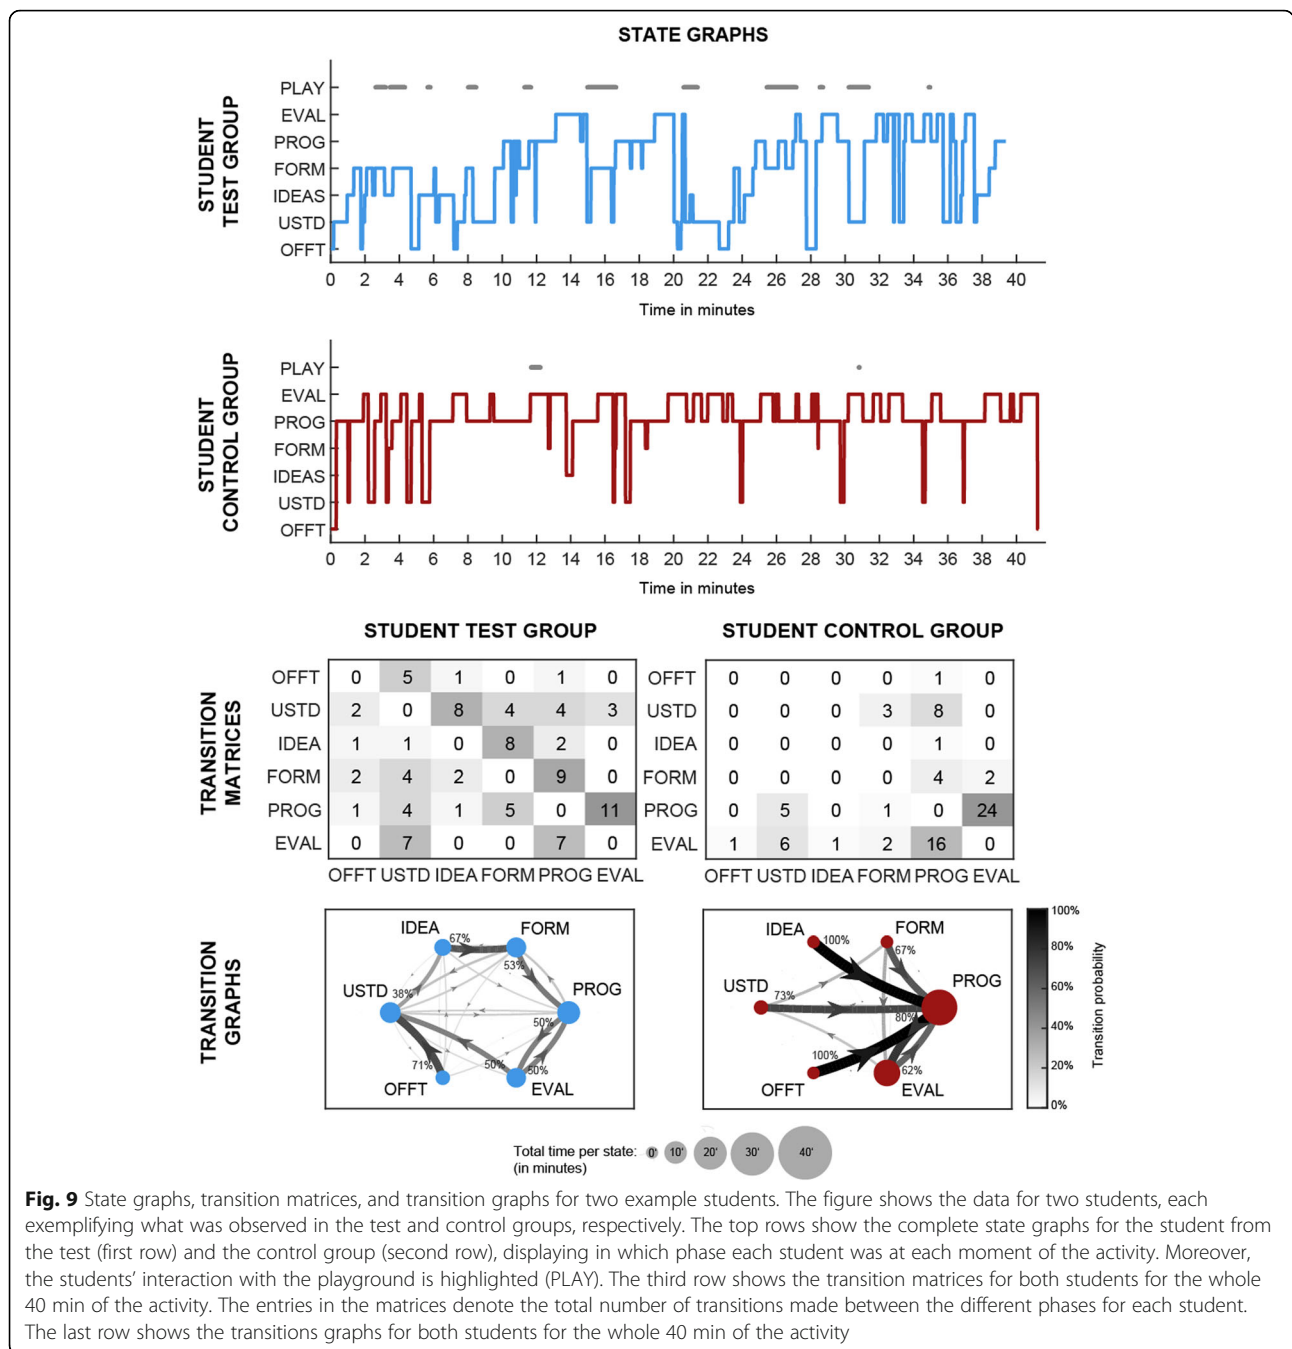 STATE GRAPHS
STUDENT
TEST GROUP
PLAY
EVAL
PROG
FORM
IDEAS
USTD
OFFT
0 2 4 6 8 10 12 14 16 18 20 22 24 26 28 30 32 34 36 38 40
Time in minutes
STUDENT
CONTROL GROUP
PLAY
EVAL
PROG
FORM
IDEAS
USTD
OFFT
0 2 4 6 8 10 12 14 16 18 20 22 24 26 28 30 32 34 36 38 40
Time in minutes
TRANSITION
MATRICES
STUDENT TEST GROUP
OFFT 0 5 1 0 1 0
USTD 2 0 8 4 4 3
IDEA 1 1 0 8 2 0
FORM 2 4 2 0 9 0
PROG 1 4 1 5 0 11
EVAL 0 7 0 0 7 0
OFFT USTD IDEA FORM PROG EVAL
STUDENT CONTROL GROUP
OFFT 0 0 0 0 1 0
USTD 0 0 0 3 8 0
IDEA 0 0 0 0 1 0
FORM 0 0 0 0 4 2
PROG 0 5 0 1 0 24
EVAL 1 6 1 2 16 0
OFFT USTD IDEA FORM PROG EVAL
TRANSITION
GRAPHS
IDEA FORM
67%
53%
USTD 38% PROG
50%
71% 50% 50%
OFFT EVAL
IDEA FORM
100% 67%
USTD 73% PROG
80%
100% 62%
OFFT EVAL
100%
80%
60%
40%
20%
0%
Transition probability
Total time per state: 0' 10' 20' 30' 40'
(in minutes)
Fig. 9 State graphs, transition matrices, and transition graphs for two example students. The figure shows the data for two students, each
exemplifying what was observed in the test and control groups, respectively. The top rows show the complete state graphs for the student from
the test (first row) and the control group (second row), displaying in which phase each student was at each moment of the activity. Moreover,
the students' interaction with the playground is highlighted (PLAY). The third row shows the transition matrices for both students for the whole
40 min of the activity. The entries in the matrices denote the total number of transitions made between the different phases for each student.
The last row shows the transitions graphs for both students for the whole 40 min of the activity